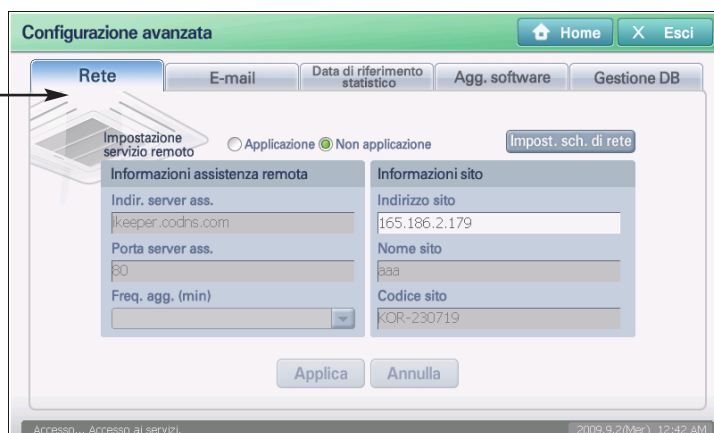 Configurazione avanzata
Home
X Esci
Rete
E-mail
Data di riferimento
statistico
Agg. software
Gestione DB
Impostazione
servizio remoto
Applicazione
Non applicazione
Impost. sch. di rete
Informazioni assistenza remota
Informazioni sito
Indir. server ass.
ikeeper.codns.com
Indirizzo sito
165.186.2.179
Porta server ass.
80
Nome sito
aaa
Freq. agg. (min)
Codice sito
KOR-230719
Applica
Annulla
Accesso... Accesso ai servizi.
2009.9.2(Mer) 12:42 AM